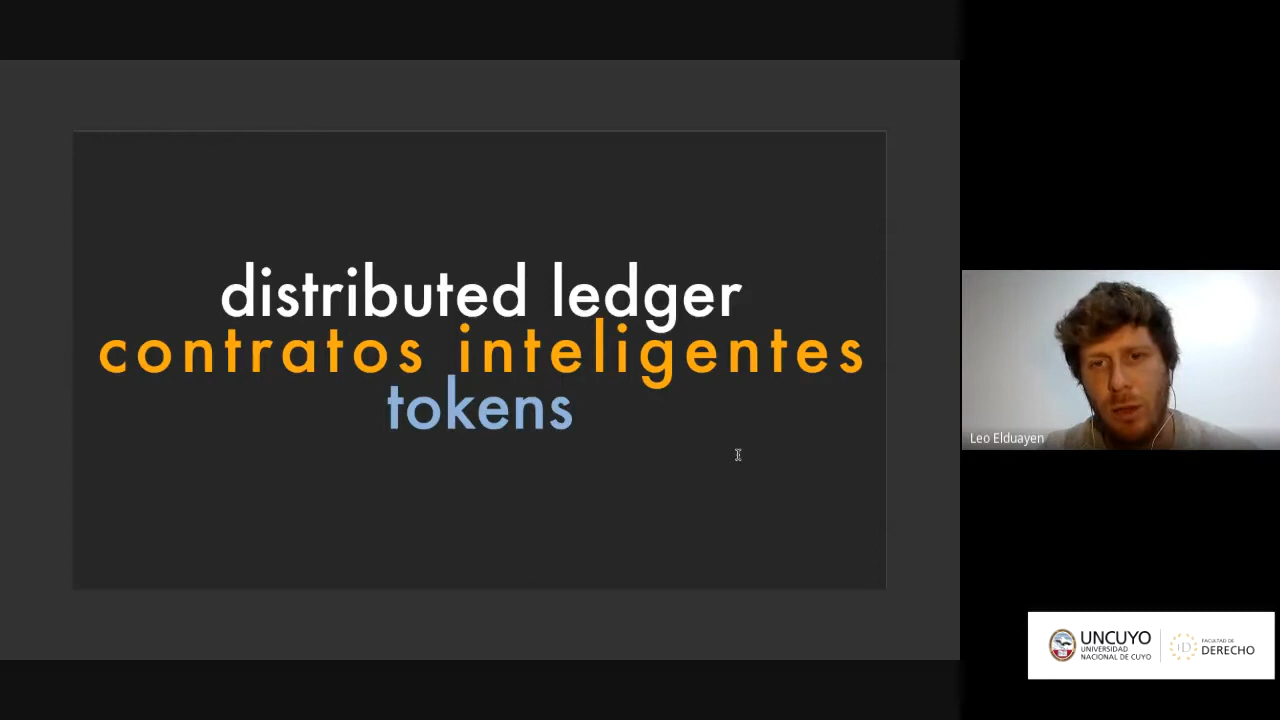 distributed ledger
contratos inteligentes
tokens
Leo Elduayen
UNCUYO
UNIVERSIDAD
NACIONAL DE CUYO
FACULTAD DE
DERECHO